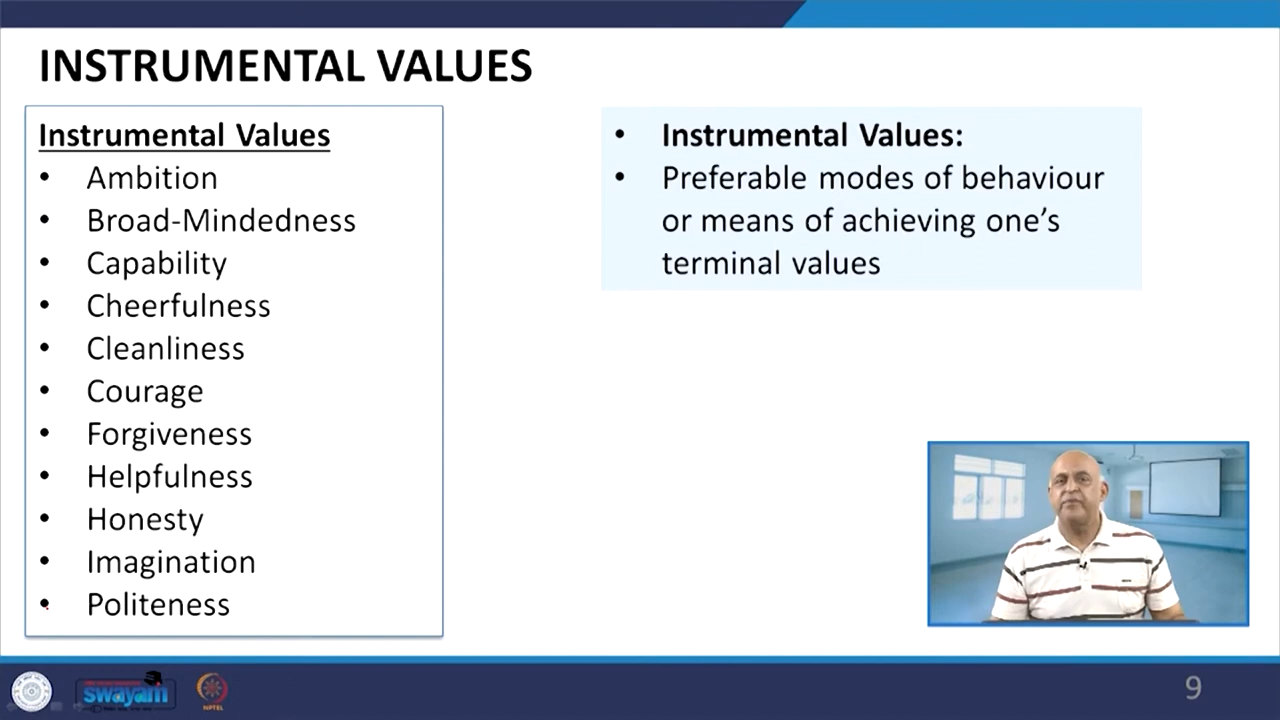 INSTRUMENTAL VALUES
Instrumental Values
• Ambition
• Broad-Mindedness
• Capability
• Cheerfulness
• Cleanliness
• Courage
• Forgiveness
• Helpfulness
• Honesty
• Imagination
• Politeness
• Instrumental Values:
• Preferable modes of behaviour
or means of achieving one's
terminal values
swayam
NPTEL
9